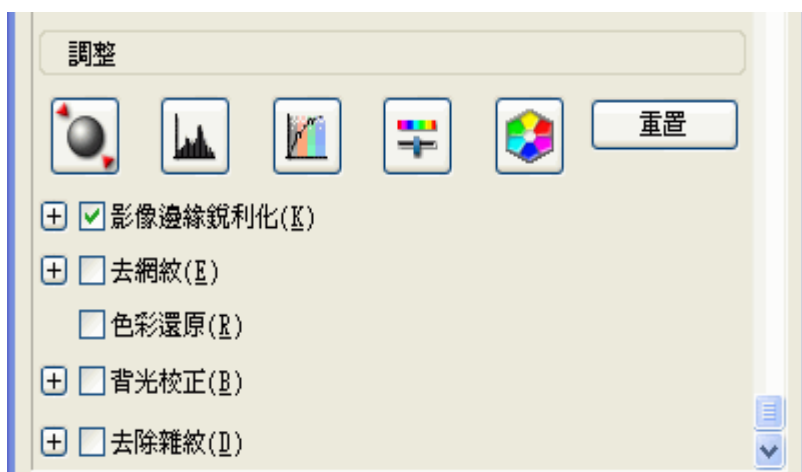 調整
重置
影像邊緣銳利化(K)
去網紋(E)
色彩還原(R)
背光校正(B)
去除雜紋(D)